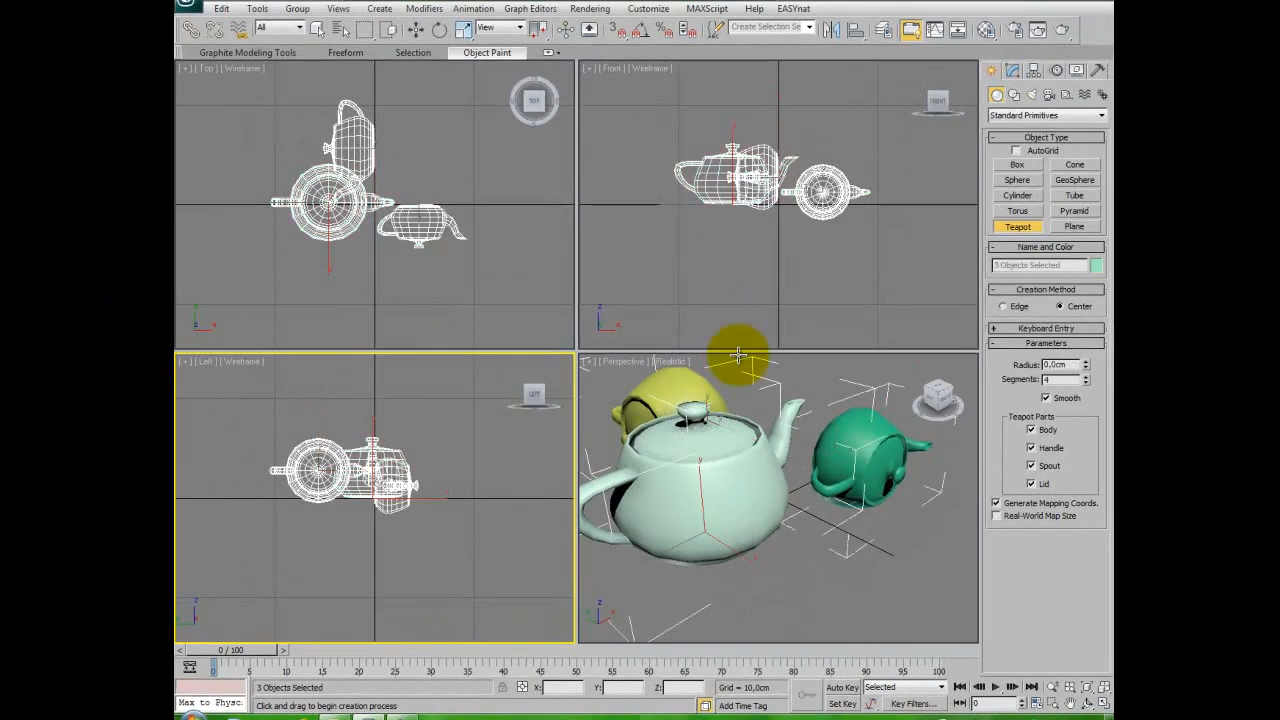 Edit Tools Group Views Create Modifiers Animation Graph Editors Rendering Customize MAXScript Help EASYnat
All View Create Selection Se
Graphite Modeling Tools Freeform Selection Object Paint
[ + ] [ Top ] [ Wireframe ]
TOP
[ + ] [ Front ] [ Wireframe ]
FRONT
Standard Primitives
- Object Type
AutoGrid
Box Cone
Sphere GeoSphere
Cylinder Tube
Torus Pyramid
Teapot Plane
- Name and Color
3 Objects Selected
- Creation Method
Edge Center
+ Keyboard Entry
- Parameters
Radius: 0,0cm
Segments: 4
Smooth
Teapot Parts
Body
Handle
Spout
Lid
Generate Mapping Coords.
Real-World Map Size
[ + ] [ Left ] [ Wireframe ]
LEFT
[ + ] [ Perspective ] [ Realistic ]
< 0 / 100 >
0 5 10 15 20 25 30 35 40 45 50 55 60 65 70 75 80 85 90 95 100
3 Objects Selected X: Y: Z: Grid = 10,0cm Auto Key Selected
Max to Physc. Click and drag to begin creation process Add Time Tag Set Key Key Filters... 0